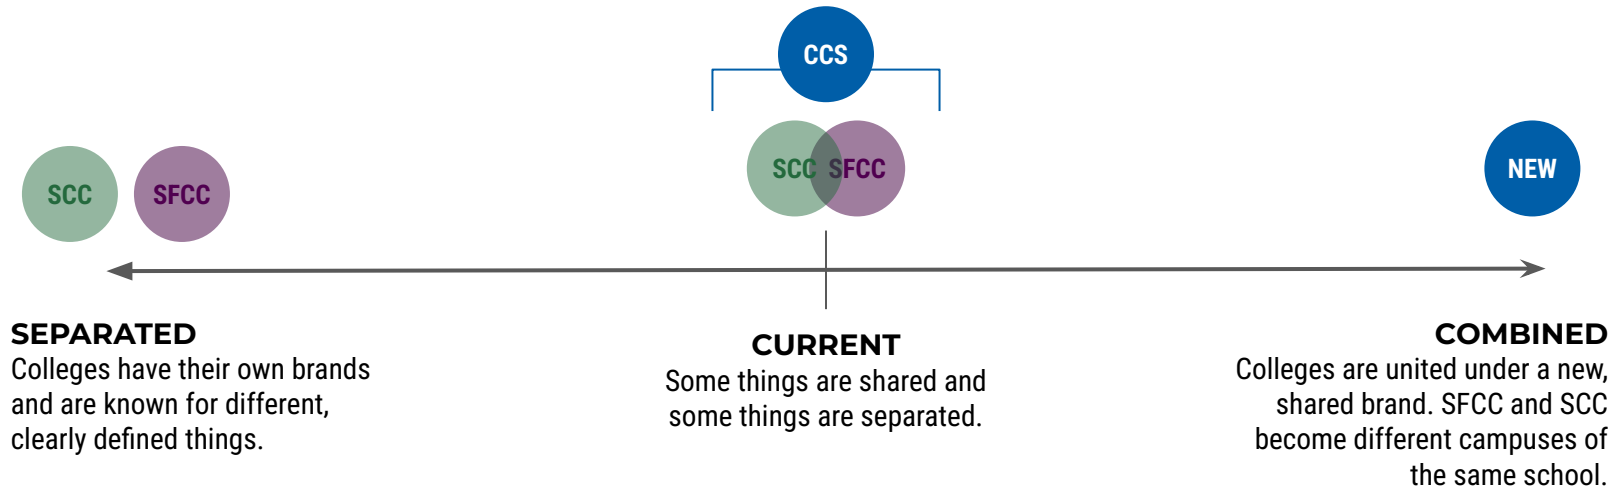 CCS
SCC SFCC
SCC SFCC
NEW
SEPARATED
Colleges have their own brands
and are known for different,
clearly defined things.
CURRENT
Some things are shared and
some things are separated.
COMBINED
Colleges are united under a new,
shared brand. SFCC and SCC
become different campuses of
the same school.